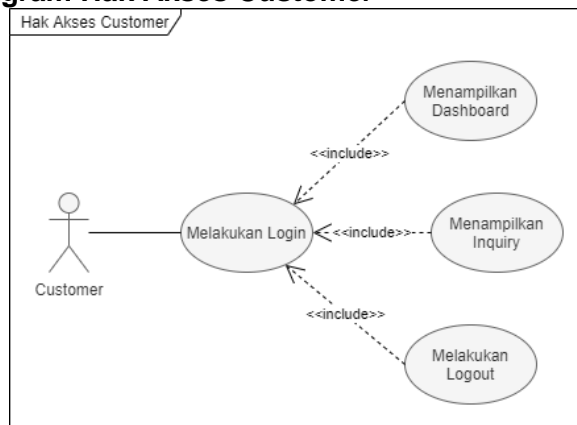 gram Hak Akses Customer
Hak Akses Customer
Menampilkan
Dashboard
<<include>>
Melakukan Login
<<include>>
Menampilkan
Inquiry
Customer
<<include>>
Melakukan
Logout